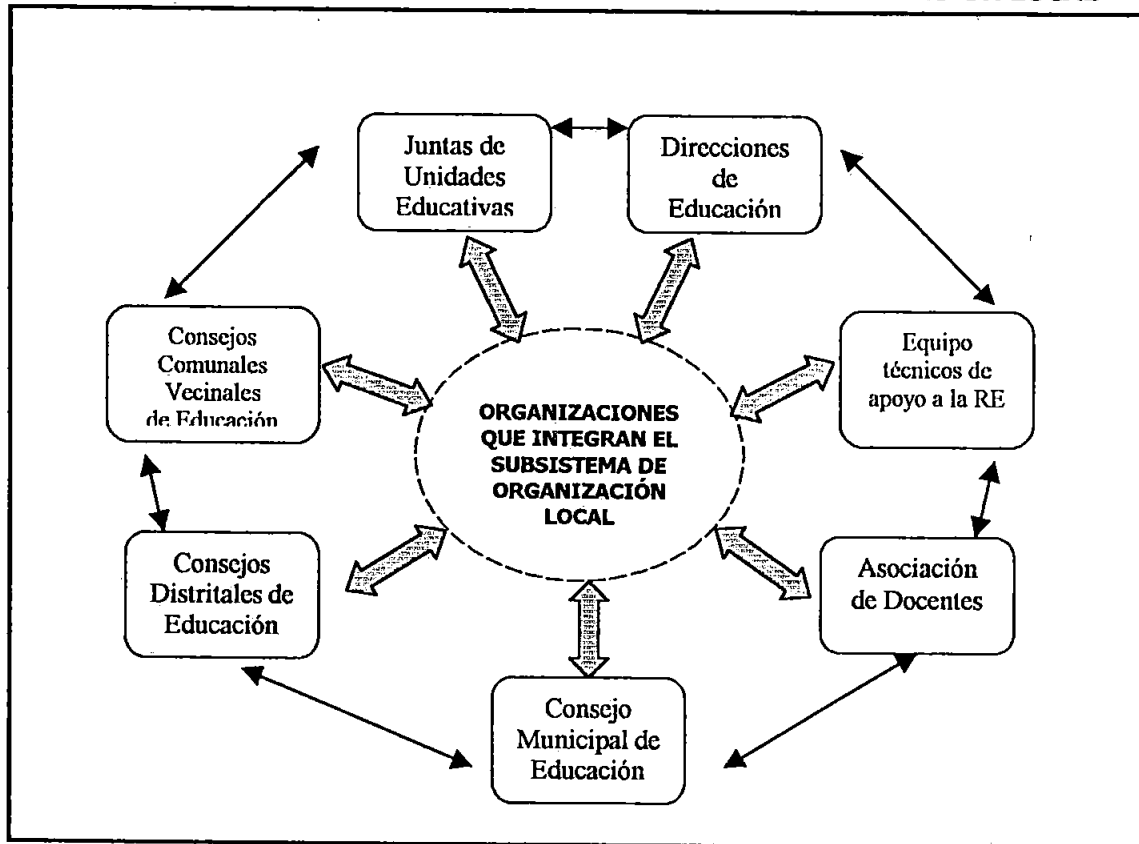 Juntas de
Unidades
Educativas
Direcciones
de
Educación
Consejos
Comunales
Vecinales
de Educación
Equipo
técnicos de
apoyo a la RE
ORGANIZACIONES
QUE INTEGRAN EL
SUBSISTEMA DE
ORGANIZACIÓN
LOCAL
Consejos
Distritales de
Educación
Asociación
de Docentes
Consejo
Municipal de
Educación